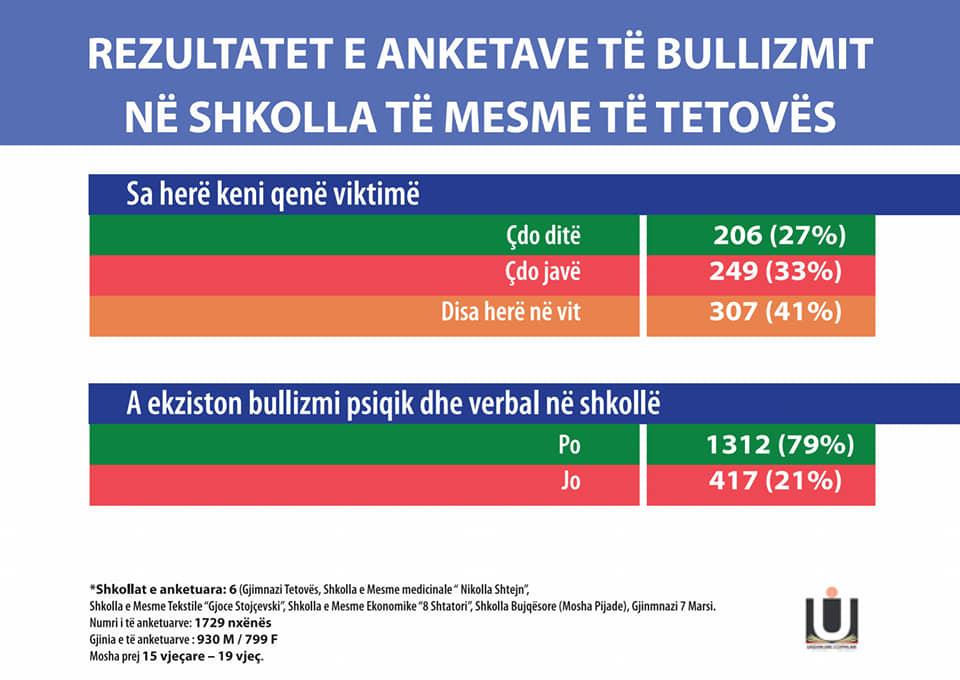 REZULTATET E ANKETAVE TË BULLIZMIT
NË SHKOLLA TË MESME TË TETOVËS
Sa herë keni qenë viktimë
Çdo ditë 206 (27%)
Çdo javë 249 (33%)
Disa herë në vit 307 (41%)
A ekziston bullizmi psiqik dhe verbal në shkollë
Po 1312 (79%)
Jo 417 (21%)
*Shkollat e anketuara: 6 (Gjimnazi Tetovës, Shkolla e Mesme medicinale “ Nikolla Shtejn”,
Shkolla e Mesme Tekstile “Gjoce Stojçevski”, Shkolla e Mesme Ekonomike “8 Shtatori”, Shkolla Bujqësore (Mosha Pijade), Gjinmnazi 7 Marsi.
Numri i të anketuarve: 1729 nxënës
Gjinia e të anketuarve : 930 M / 799 F
Mosha prej 15 vjeçare – 19 vjeç.